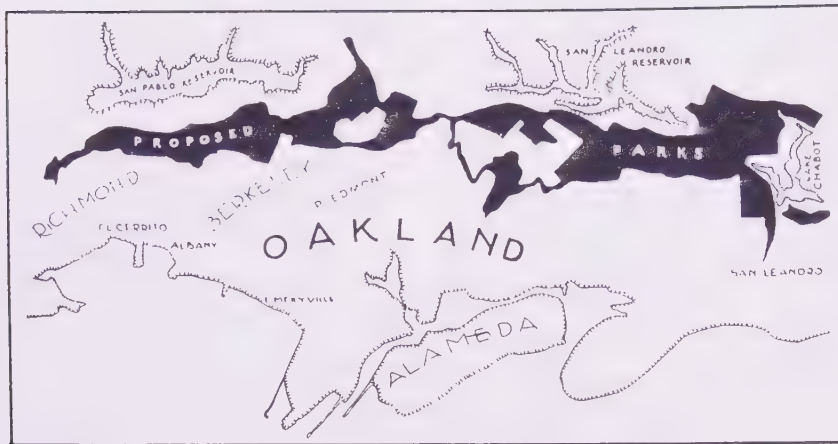 SAN PABLO RESERVOIR
SAN LEANDRO
RESERVOIR
PROPOSED
PARKS
LAKE
CHABOT
RICHMOND
BERKELEY
PIEDMONT
EL CERRITO
ALBANY
OAKLAND
SAN LEANDRO
EMERYVILLE
ALAMEDA